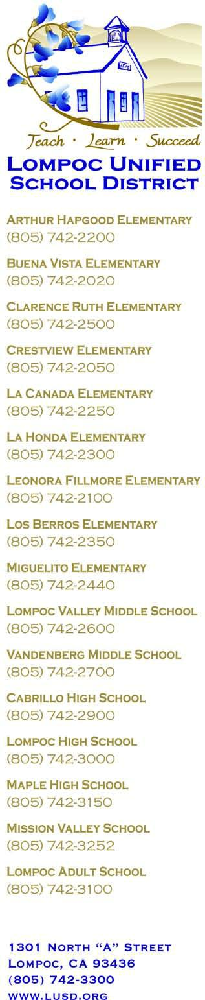 1876
Teach · Learn · Succeed
Lompoc Unified
School District
Arthur Hapgood Elementary
(805) 742-2200
Buena Vista Elementary
(805) 742-2020
Clarence Ruth Elementary
(805) 742-2500
Crestview Elementary
(805) 742-2050
La Canada Elementary
(805) 742-2250
La Honda Elementary
(805) 742-2300
Leonora Fillmore Elementary
(805) 742-2100
Los Berros Elementary
(805) 742-2350
Miguelito Elementary
(805) 742-2440
Lompoc Valley Middle School
(805) 742-2600
Vandenberg Middle School
(805) 742-2700
Cabrillo High School
(805) 742-2900
Lompoc High School
(805) 742-3000
Maple High School
(805) 742-3150
Mission Valley School
(805) 742-3252
Lompoc Adult School
(805) 742-3100
1301 North “A” Street
Lompoc, CA 93436
(805) 742-3300
www.lusd.org